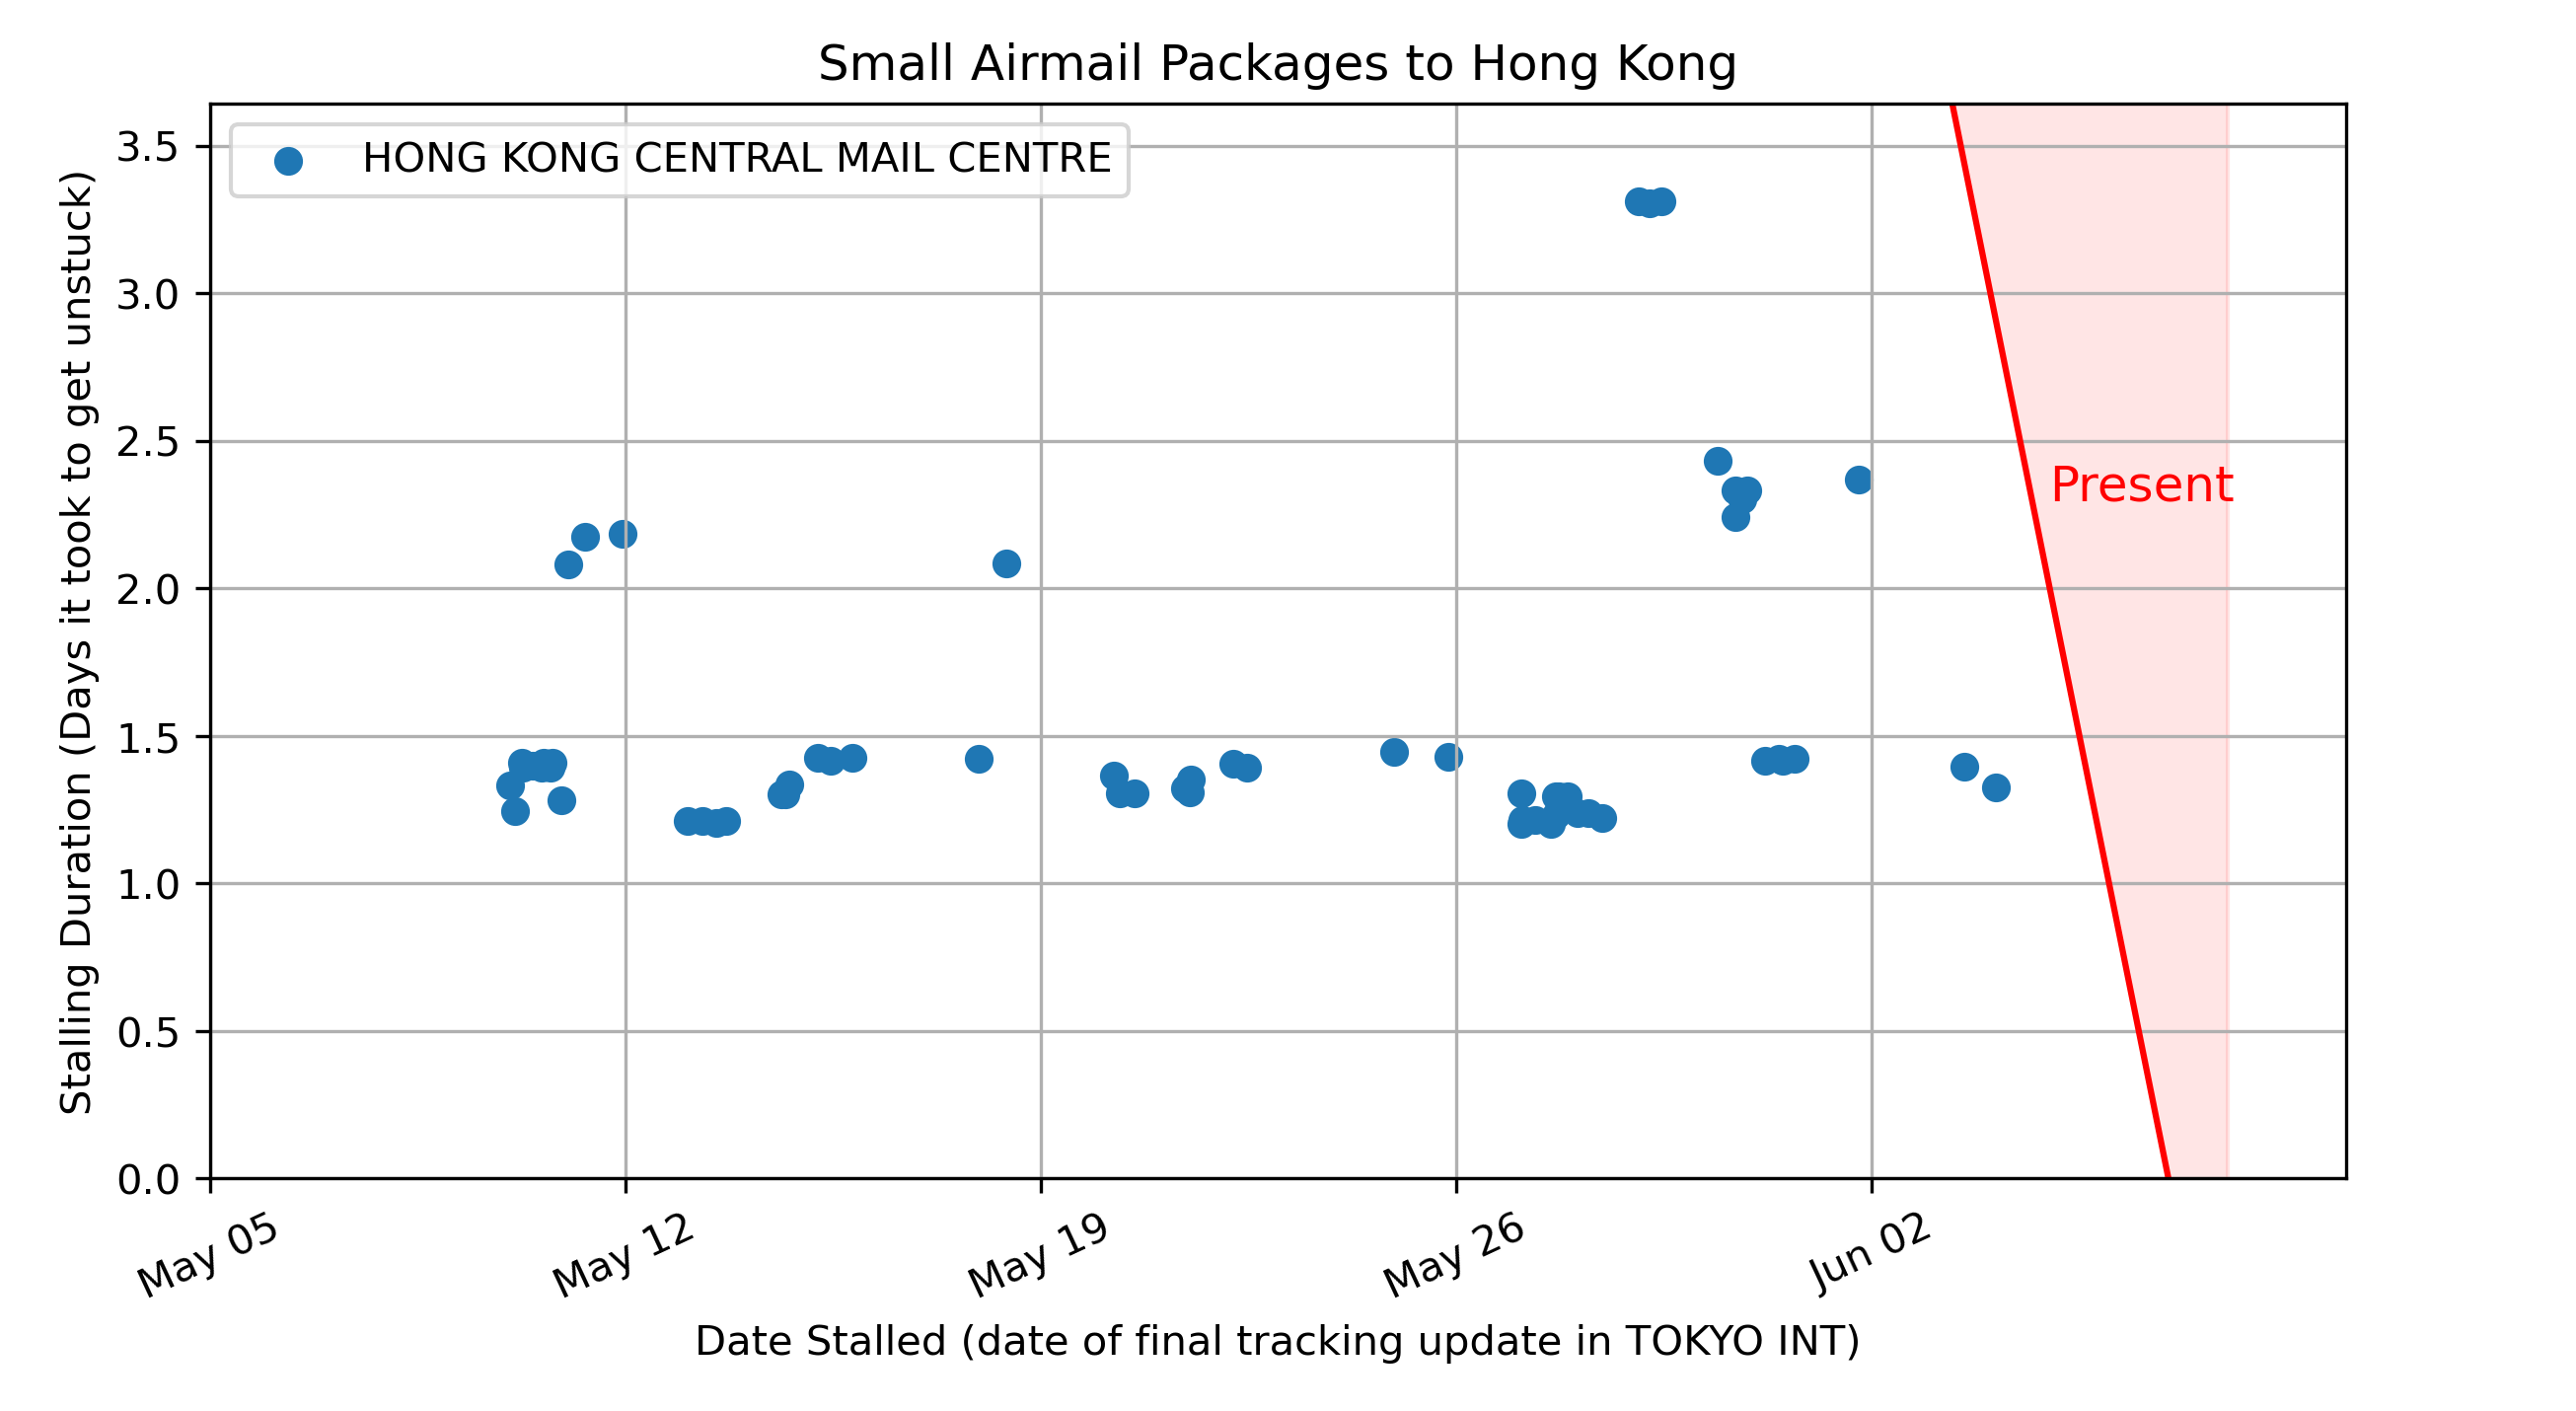 Small Airmail Packages to Hong Kong
HONG KONG CENTRAL MAIL CENTRE
Stalling Duration (Days it took to get unstuck)
3.5
3.0
2.5
2.0
1.5
1.0
0.5
0.0
Present
May 05
May 12
May 19
May 26
Jun 02
Date Stalled (date of final tracking update in TOKYO INT)